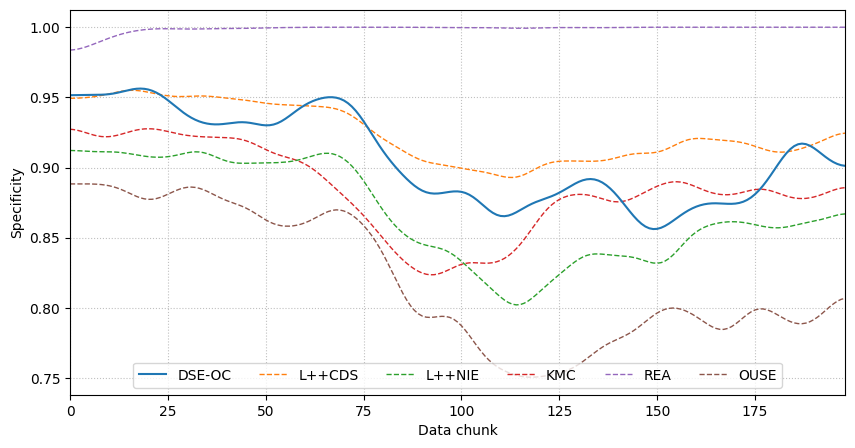 1.00
0.95
0.90
0.85
0.80
0.75
Specificity
DSE-OC L++CDS L++NIE KMC REA OUSE
0 25 50 75 100 125 150 175
Data chunk